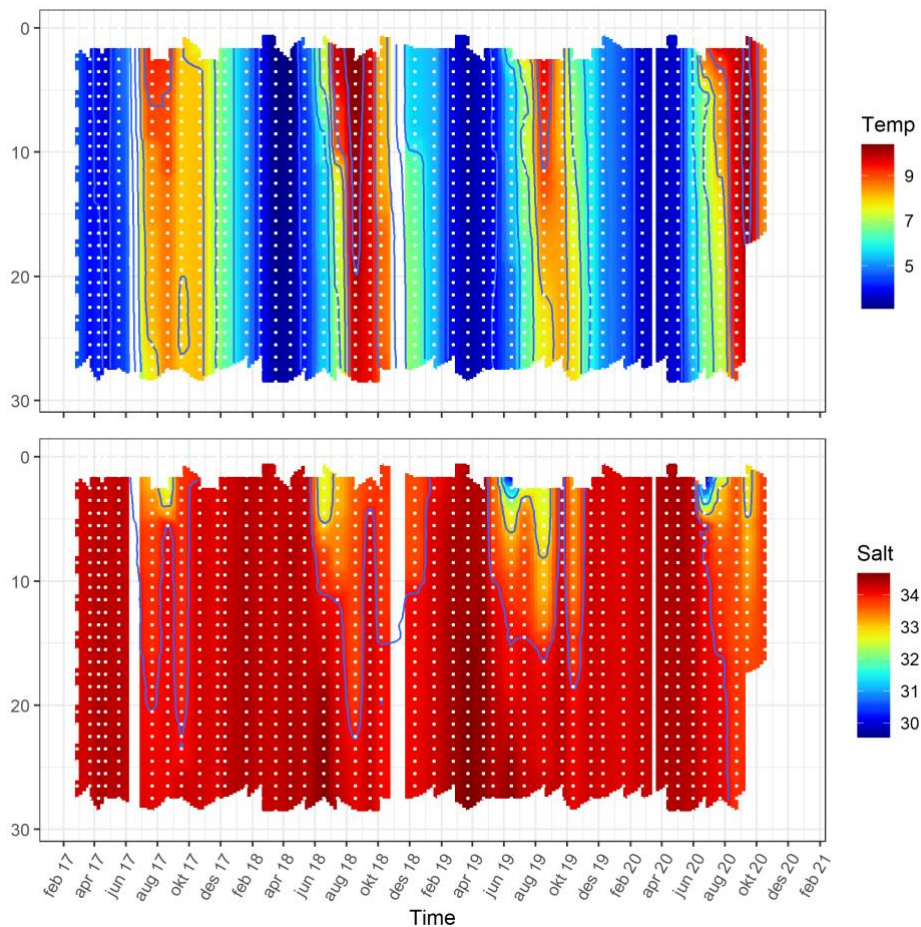 0
10
20
30
Temp
9
7
5
0
10
20
30
Salt
34
33
32
31
30
feb 17
apr 17
jun 17
aug 17
okt 17
des 17
feb 18
apr 18
jun 18
aug 18
okt 18
des 18
feb 19
apr 19
jun 19
aug 19
okt 19
des 19
feb 20
apr 20
jun 20
aug 20
okt 20
des 20
feb 21
Time